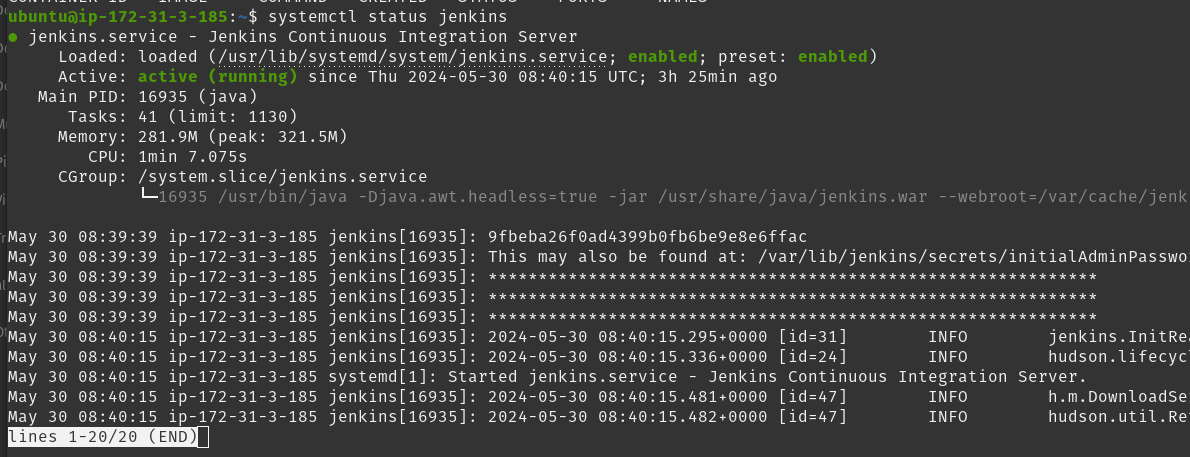 ubuntu@ip-172-31-3-185:~$ systemctl status jenkins
● jenkins.service - Jenkins Continuous Integration Server
     Loaded: loaded (/usr/lib/systemd/system/jenkins.service; enabled; preset: enabled)
     Active: active (running) since Thu 2024-05-30 08:40:15 UTC; 3h 25min ago
   Main PID: 16935 (java)
      Tasks: 41 (limit: 1130)
     Memory: 281.9M (peak: 321.5M)
        CPU: 1min 7.075s
     CGroup: /system.slice/jenkins.service
             └─16935 /usr/bin/java -Djava.awt.headless=true -jar /usr/share/java/jenkins.war --webroot=/var/cache/jenk
May 30 08:39:39 ip-172-31-3-185 jenkins[16935]: 9fbeba26f0ad4399b0fb6be9e8e6ffac
May 30 08:39:39 ip-172-31-3-185 jenkins[16935]: This may also be found at: /var/lib/jenkins/secrets/initialAdminPasswo
May 30 08:39:39 ip-172-31-3-185 jenkins[16935]: *************************************************************
May 30 08:39:39 ip-172-31-3-185 jenkins[16935]: *************************************************************
May 30 08:39:39 ip-172-31-3-185 jenkins[16935]: *************************************************************
May 30 08:40:15 ip-172-31-3-185 jenkins[16935]: 2024-05-30 08:40:15.295+0000 [id=31]        INFO        jenkins.InitRe
May 30 08:40:15 ip-172-31-3-185 jenkins[16935]: 2024-05-30 08:40:15.336+0000 [id=24]        INFO        hudson.lifecyc
May 30 08:40:15 ip-172-31-3-185 systemd[1]: Started jenkins.service - Jenkins Continuous Integration Server.
May 30 08:40:15 ip-172-31-3-185 jenkins[16935]: 2024-05-30 08:40:15.481+0000 [id=47]        INFO        h.m.DownloadSe
May 30 08:40:15 ip-172-31-3-185 jenkins[16935]: 2024-05-30 08:40:15.482+0000 [id=47]        INFO        hudson.util.Re
lines 1-20/20 (END)